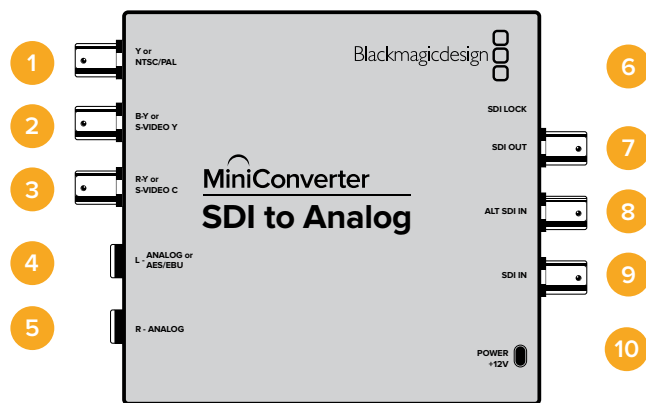 1
Y or
NTSC/PAL
2
B-Y or
S-VIDEO Y
3
R-Y or
S-VIDEO C
4
L - ANALOG or
AES/EBU
5
R - ANALOG
Blackmagicdesign
MiniConverter
SDI to Analog
6
SDI LOCK
SDI OUT
7
ALT SDI IN
8
SDI IN
9
POWER
+12V
10